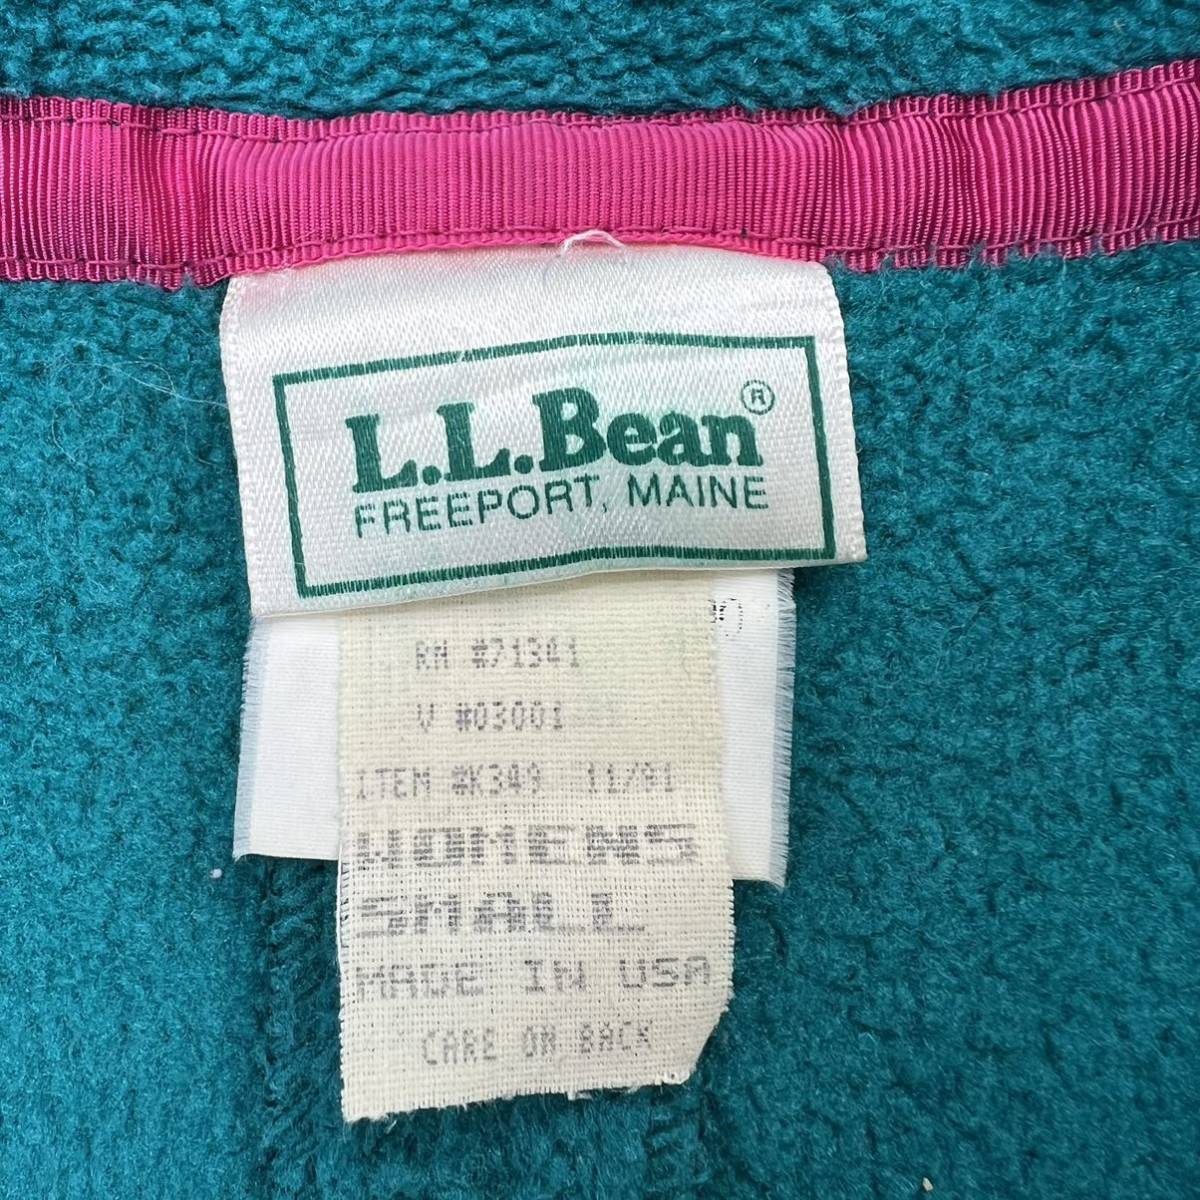 L.L.Bean®
FREEPORT, MAINE
RN #71341
V #03001
ITEM #K349 11/91
WOMENS
SMALL
MADE IN USA
CARE ON BACK